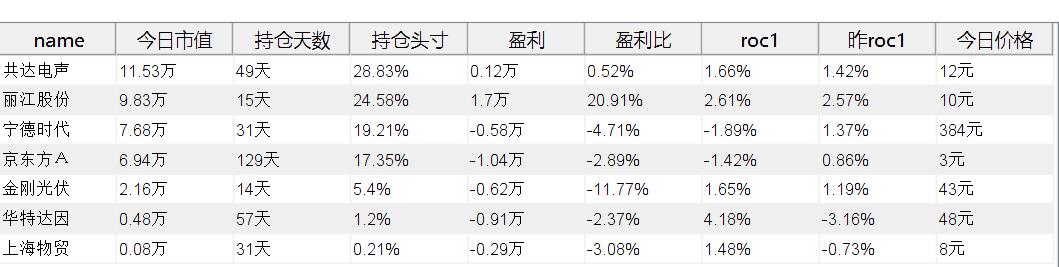 name 今日市值 持仓天数 持仓头寸 盈利 盈利比 roc1 昨roc1 今日价格
共达电声 11.53万 49天 28.83% 0.12万 0.52% 1.66% 1.42% 12元
丽江股份 9.83万 15天 24.58% 1.7万 20.91% 2.61% 2.57% 10元
宁德时代 7.68万 31天 19.21% -0.58万 -4.71% -1.89% 1.37% 384元
京东方Ａ 6.94万 129天 17.35% -1.04万 -2.89% -1.42% 0.86% 3元
金刚光伏 2.16万 14天 5.4% -0.62万 -11.77% 1.65% 1.19% 43元
华特达因 0.48万 57天 1.2% -0.91万 -2.37% 4.18% -3.16% 48元
上海物贸 0.08万 31天 0.21% -0.29万 -3.08% 1.48% -0.73% 8元